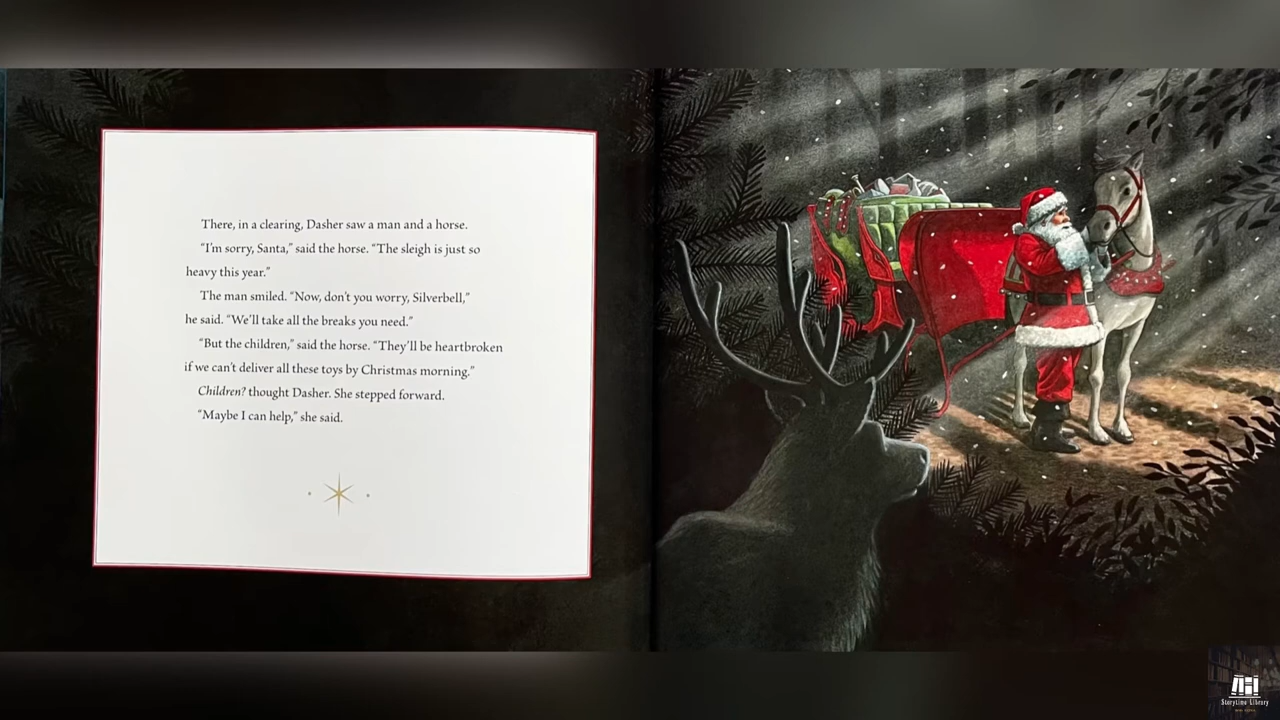 There, in a clearing, Dasher saw a man and a horse.
“I’m sorry, Santa,” said the horse. “The sleigh is just so
heavy this year.”
The man smiled. “Now, don’t you worry, Silverbell,”
he said. “We’ll take all the breaks you need.”
“But the children,” said the horse. “They’ll be heartbroken
if we can’t deliver all these toys by Christmas morning.”
Children? thought Dasher. She stepped forward.
“Maybe I can help,” she said.
Storytime Library